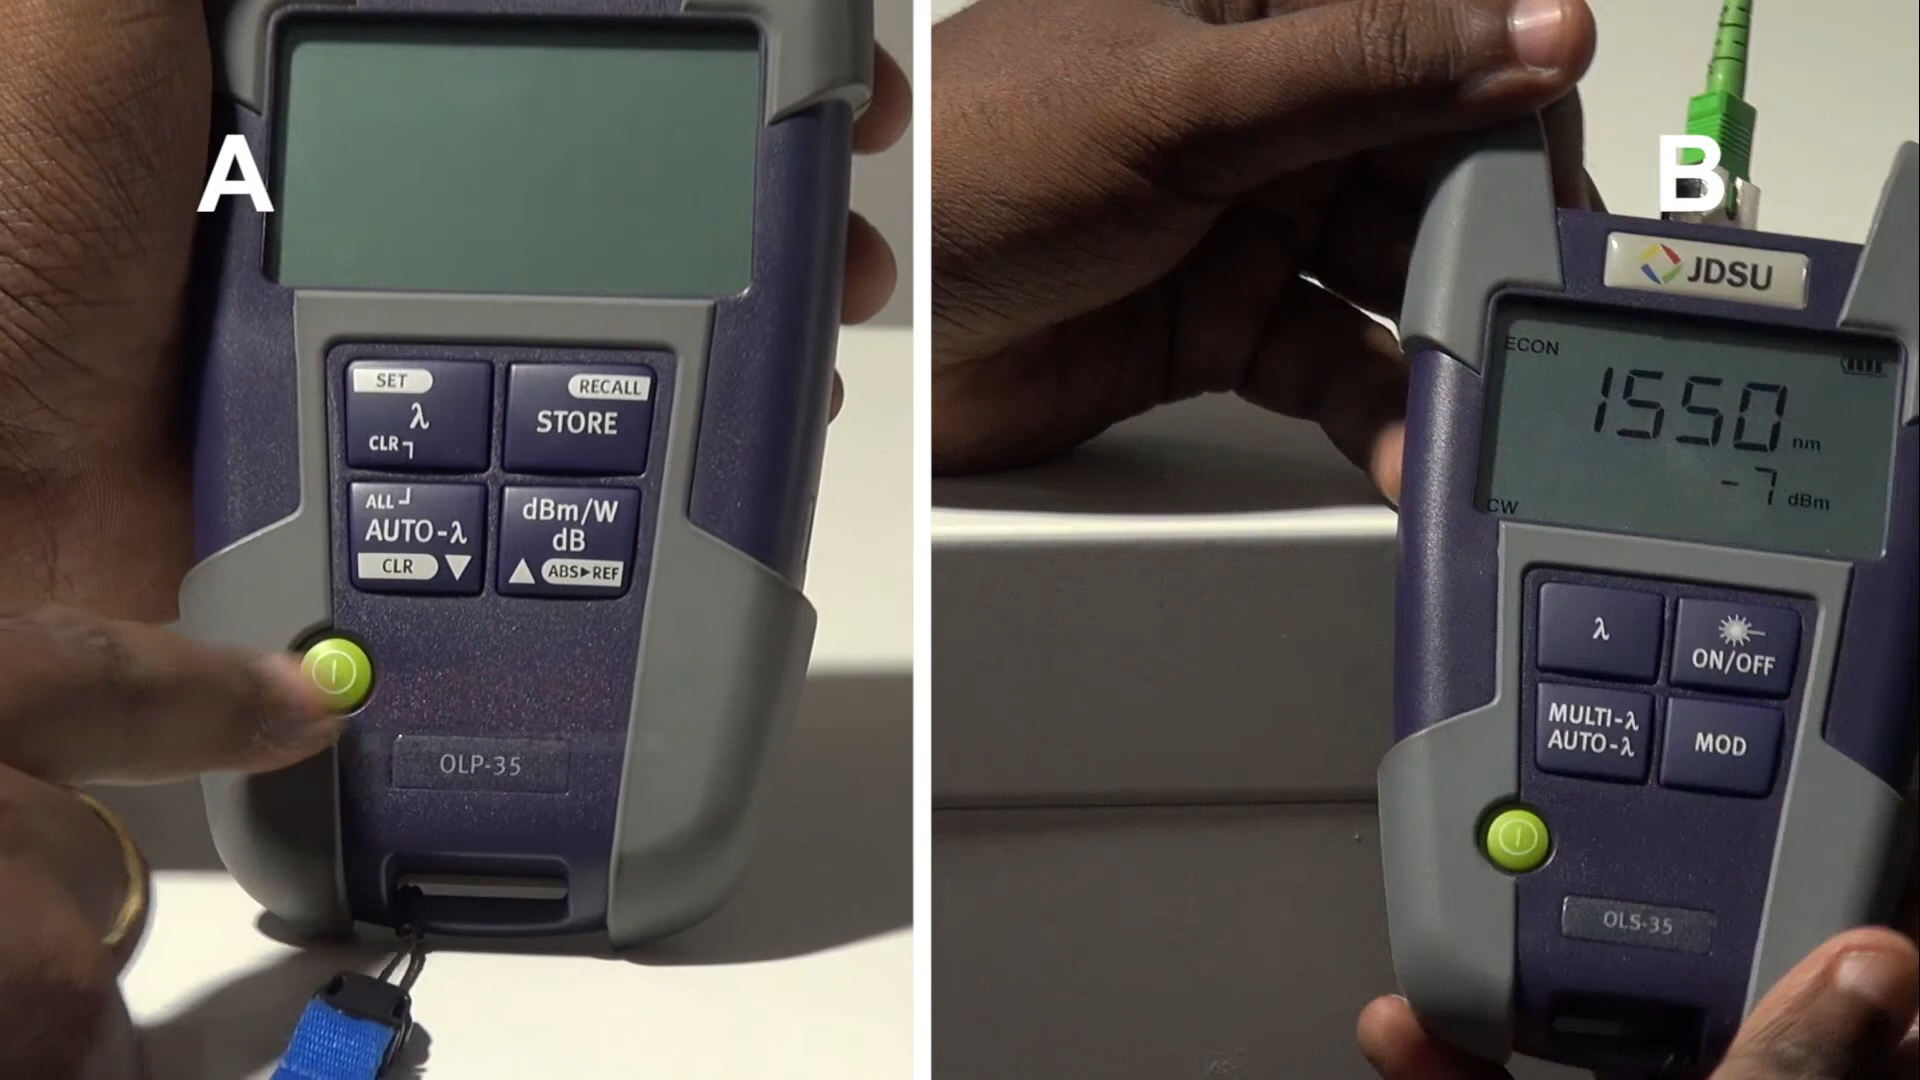 A
SET
λ
CLR
RECALL
STORE
ALL
AUTO-λ
CLR
dBm/W
dB
ABS▶REF
OLP-35
B
JDSU
ECON
1550 nm
-7 dBm
CW
λ
ON/OFF
MULTI-λ
AUTO-λ
MOD
OLS-35